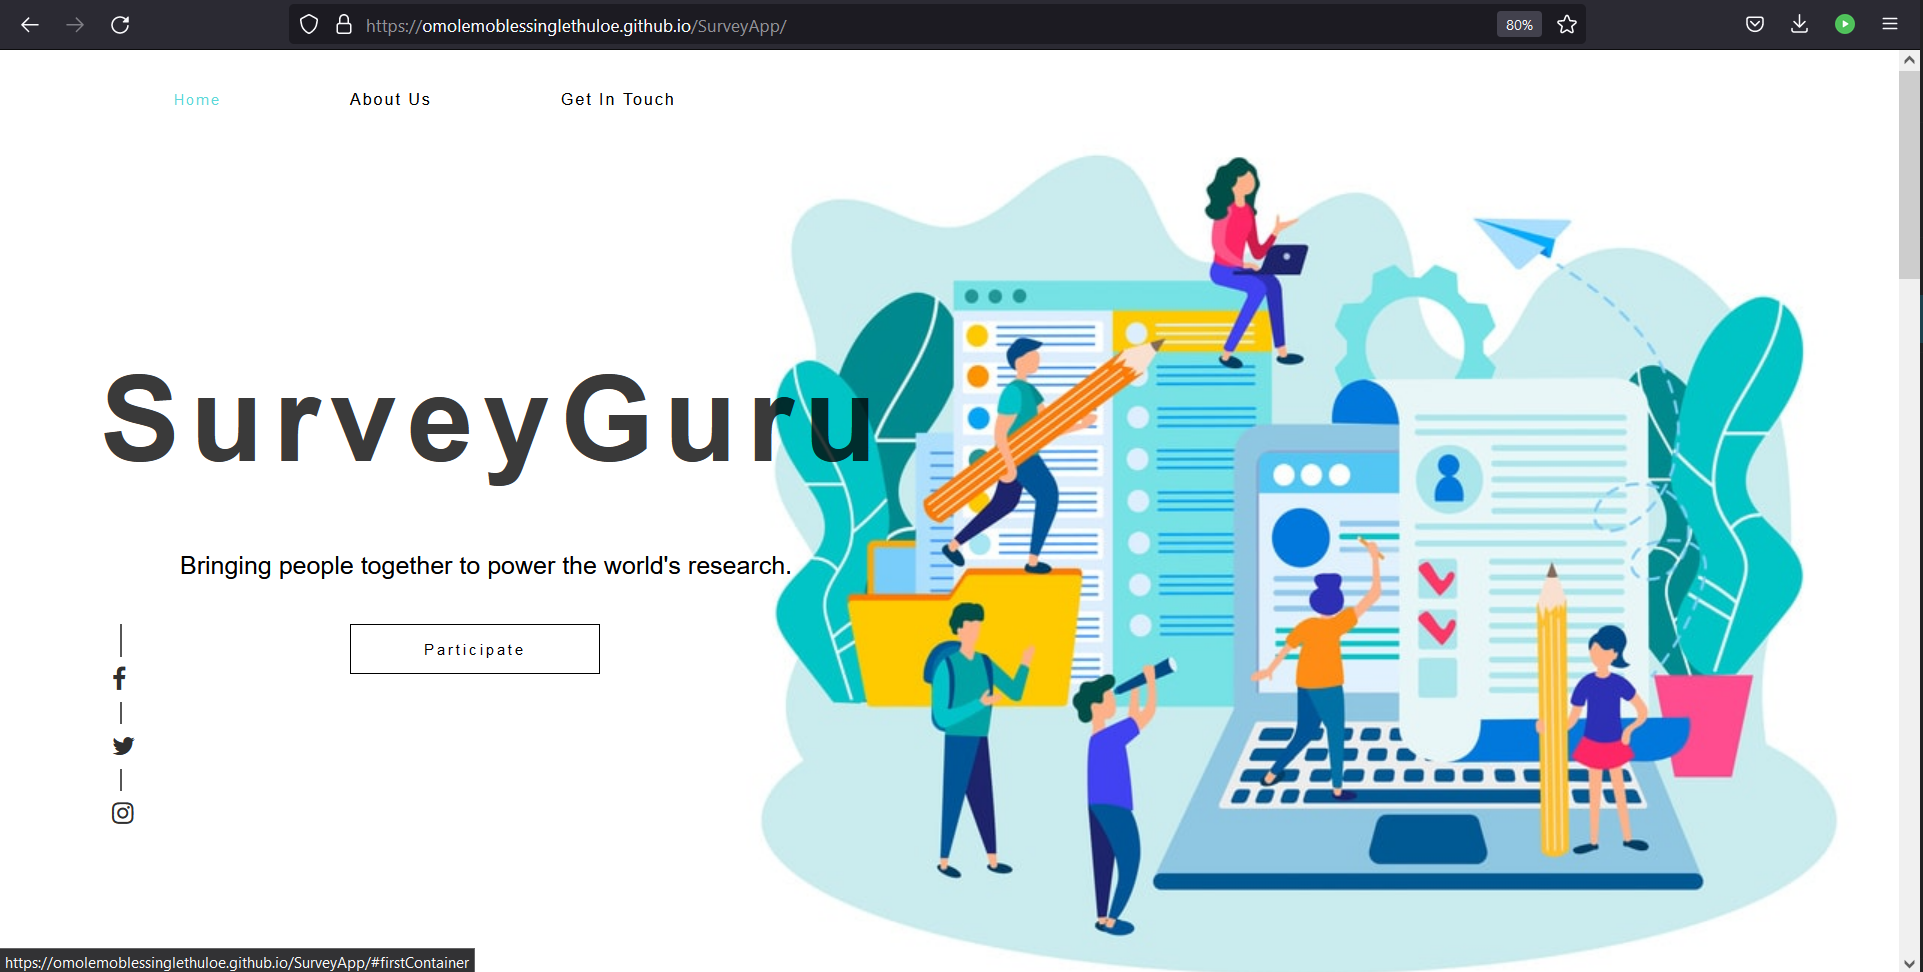 https://omolemoblessinglethuloe.github.io/SurveyApp/
80%
Home
About Us
Get In Touch
SurveyGuru
Bringing people together to power the world's research.
Participate
https://omolemoblessinglethuloe.github.io/SurveyApp/#firstContainer